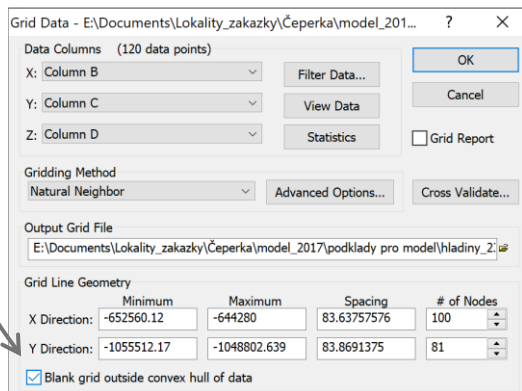 Grid Data - E:\Documents\Lokality_zakazky\Čeperka\model_201... ? X
Data Columns (120 data points)
X: Column B
Filter Data...
Y: Column C
View Data
Z: Column D
Statistics
OK
Cancel
Grid Report
Gridding Method
Natural Neighbor
Advanced Options...
Cross Validate...
Output Grid File
E:\Documents\Lokality_zakazky\Čeperka\model_2017\podklady pro model\hladiny_2
Grid Line Geometry
Minimum Maximum Spacing # of Nodes
X Direction: -652560.12 -644280 83.63757576 100
Y Direction: -1055512.17 -1048802.639 83.8691375 81
Blank grid outside convex hull of data